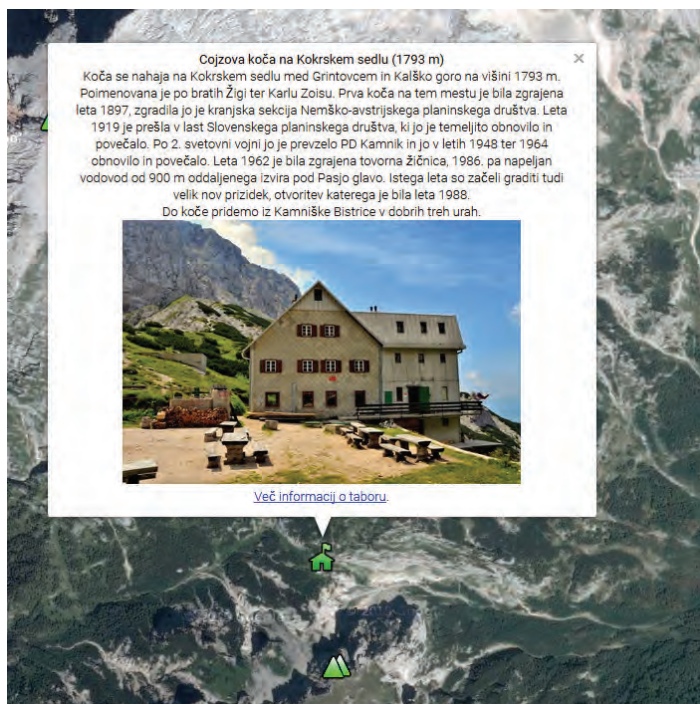 Cojzova koča na Kokrskem sedlu (1793 m)
Koča se nahaja na Kokrskem sedlu med Grintovcem in Kalško goro na višini 1793 m.
Poimenovana je po bratih Žigi ter Karlu Zoisu. Prva koča na tem mestu je bila zgrajena
leta 1897, zgradila jo je kranjska sekcija Nemško-avstrijskega planinskega društva. Leta
1919 je prešla v last Slovenskega planinskega društva, ki jo je temeljito obnovilo in
povečalo. Po 2. svetovni vojni jo je prevzelo PD Kamnik in jo v letih 1948 ter 1964
obnovilo in povečalo. Leta 1962 je bila zgrajena tovorna žičnica, 1986. pa napeljan
vodovod od 900 m oddaljenega izvira pod Pasjo glavo. Istega leta so začeli graditi tudi
velik nov prizidek, otvoritev katerega je bila leta 1988.
Do koče pridemo iz Kamniške Bistrice v dobrih treh urah.
Več informacij o taboru.